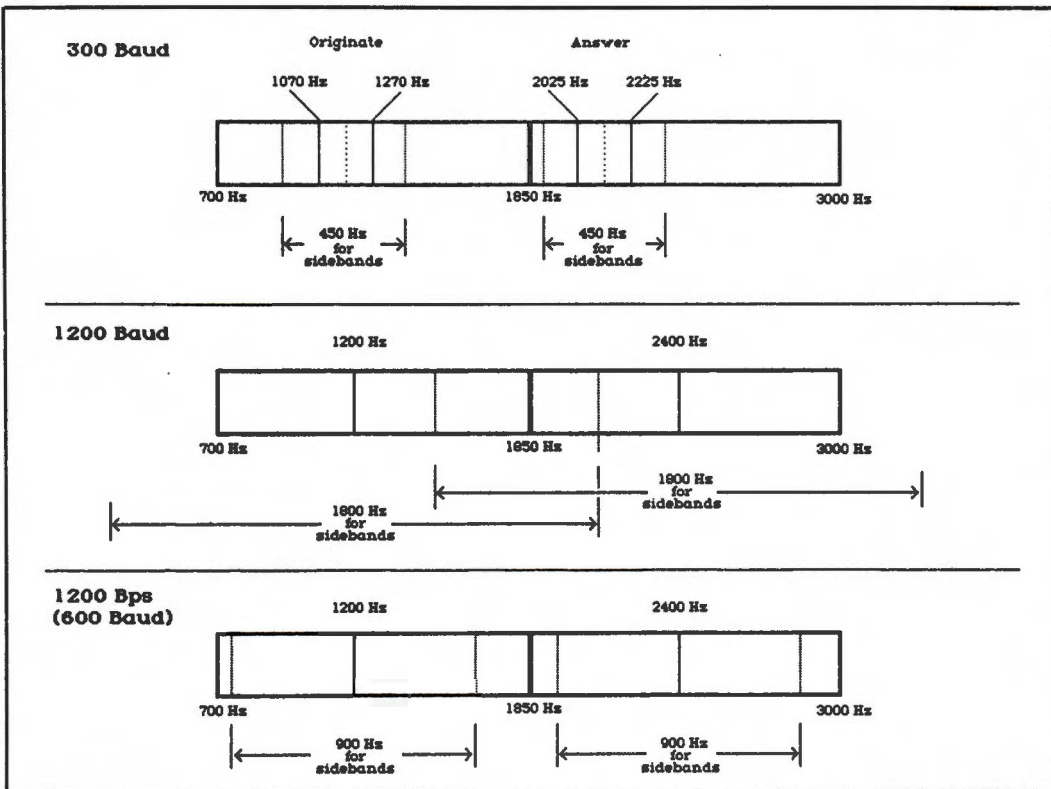 300 Baud
Originate
Answer
1070 Hz
1270 Hz
2025 Hz
2225 Hz
700 Hz
1850 Hz
3000 Hz
450 Hz
for
sidebands
450 Hz
for
sidebands
1200 Baud
1200 Hz
2400 Hz
700 Hz
1850 Hz
3000 Hz
1800 Hz
for
sidebands
1800 Hz
for
sidebands
1200 Bps
(600 Baud)
1200 Hz
2400 Hz
700 Hz
1850 Hz
3000 Hz
900 Hz
for
sidebands
900 Hz
for
sidebands